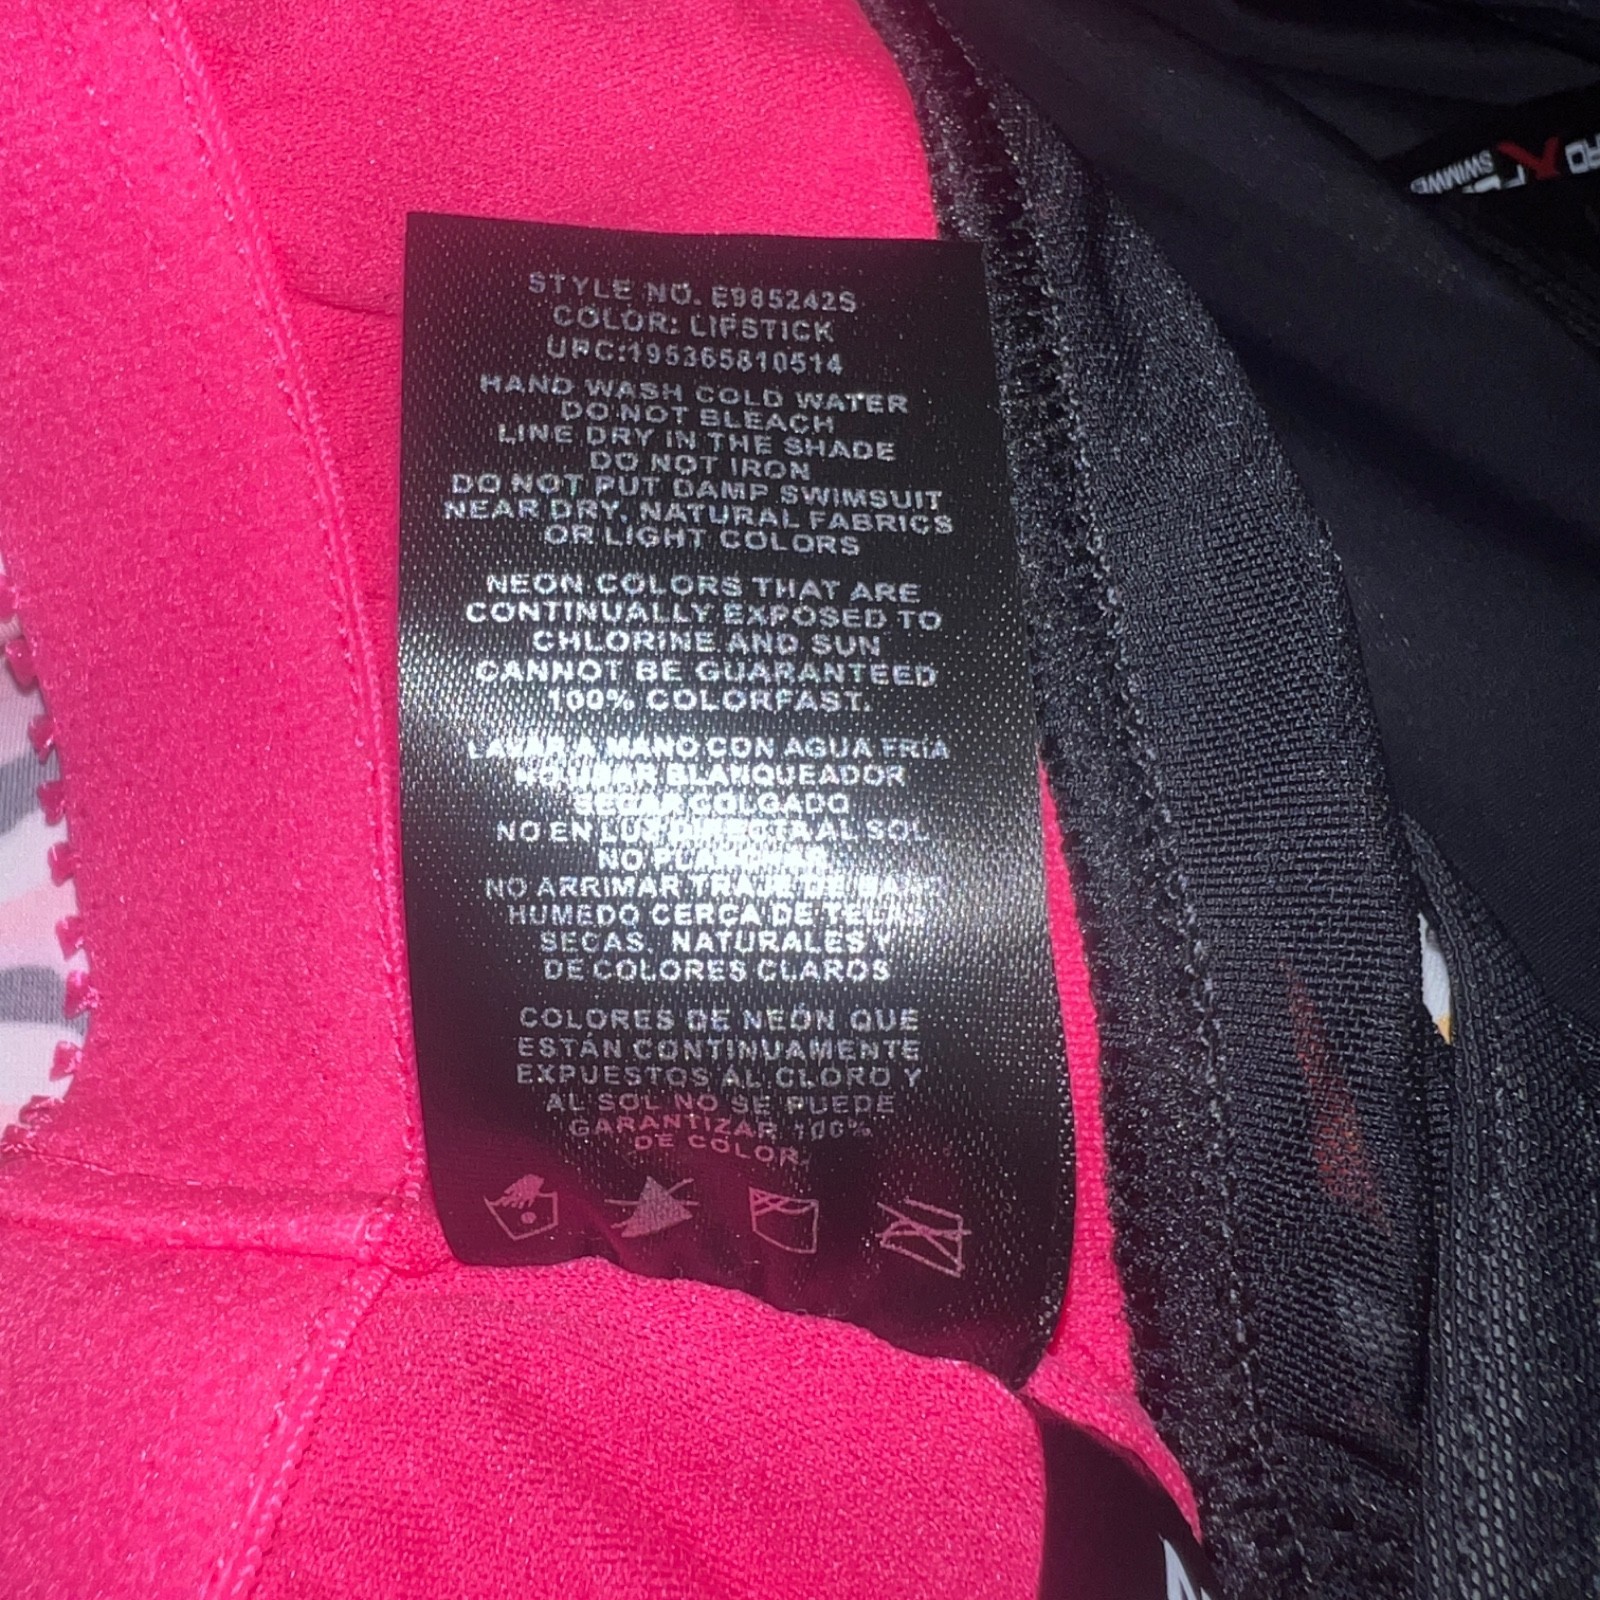 STYLE NO. E985242S
COLOR: LIPSTICK
UPC:195365810514
HAND WASH COLD WATER
DO NOT BLEACH
LINE DRY IN THE SHADE
DO NOT IRON
DO NOT PUT DAMP SWIMSUIT
NEAR DRY, NATURAL FABRICS
OR LIGHT COLORS
NEON COLORS THAT ARE
CONTINUALLY EXPOSED TO
CHLORINE AND SUN
CANNOT BE GUARANTEED
100% COLORFAST.
LAVAR A MANO CON AGUA FRIA
NO USAR BLANQUEADOR
SECAR COLGADO
NO EN LUZ DIRECTA AL SOL
NO PLANCHAR
NO ARRIMAR TRAJE DE BAÑO
HUMEDO CERCA DE TELAS
SECAS, NATURALES Y
DE COLORES CLAROS
COLORES DE NEÓN QUE
ESTÁN CONTINUAMENTE
EXPUESTOS AL CLORO Y
AL SOL NO SE PUEDE
GARANTIZAR 100%
DE COLOR.